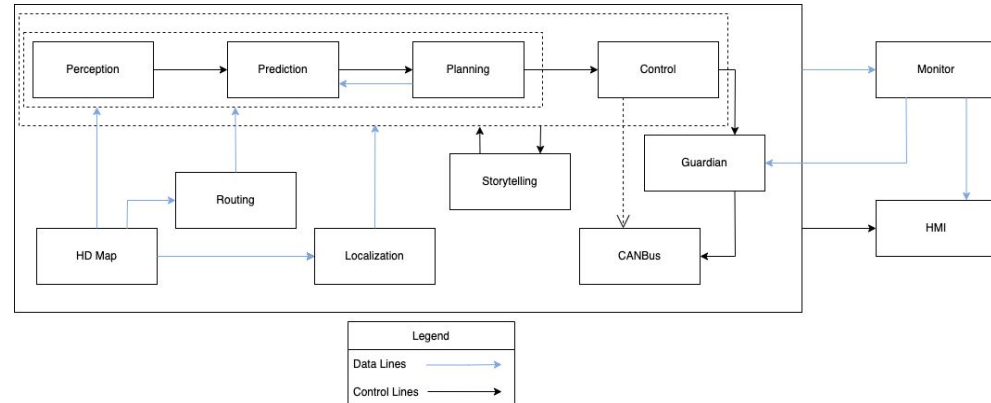 Perception
Prediction
Planning
Control
Monitor
Guardian
Storytelling
Routing
HD Map
Localization
CANBus
HMI
Legend
Data Lines
Control Lines